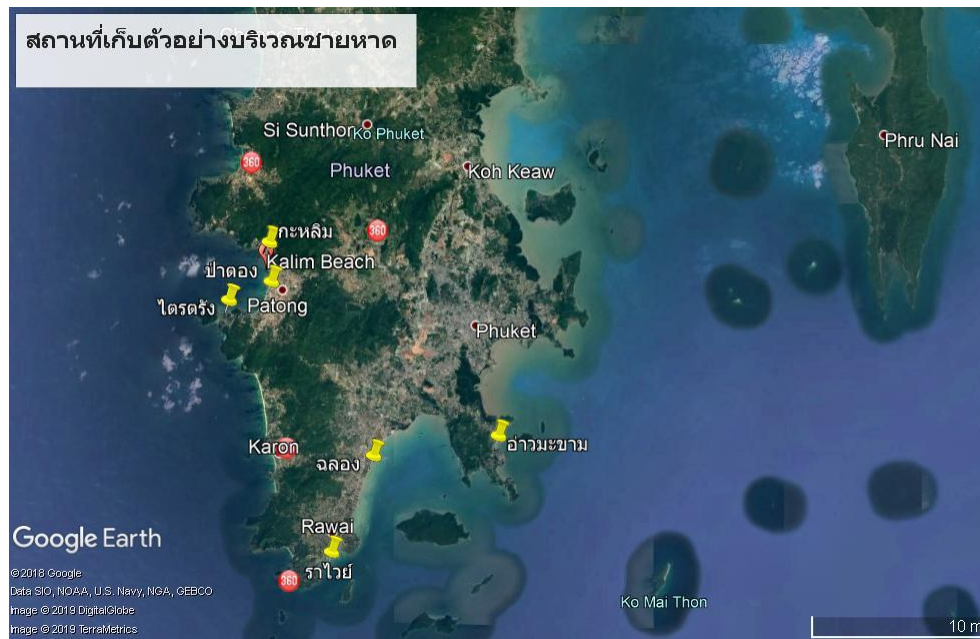 สถานที่เก็บตัวอย่างบริเวณชายหาด
Si Sunthon
Ko Phuket
Phru Nai
360
Phuket
Koh Keaw
กะหลิม
360
Kalim Beach
ป่าตอง
ไตรตรัง
Patong
Phuket
Karon
ฉลอง
อ่าวมะขาม
Rawai
ราไวย์
360
Google Earth
© 2018 Google
Data SIO, NOAA, U.S. Navy, NGA, GEBCO
Image © 2019 DigitalGlobe
Image © 2019 TerraMetrics
Ko Mai Thon
10 m